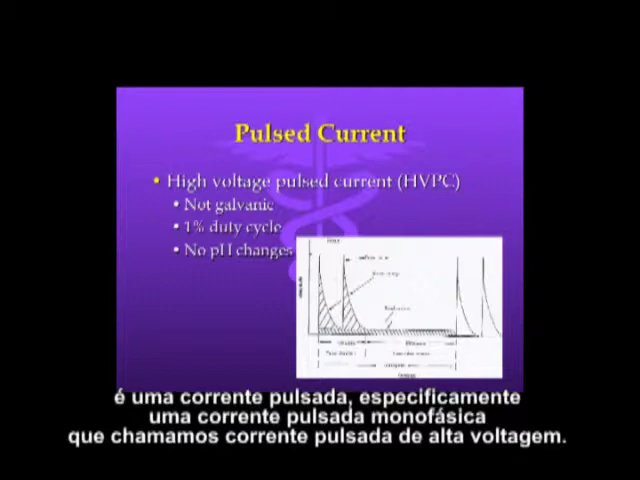 Pulsed Current
• High voltage pulsed current (HVPC)
• Not galvanic
• 1% duty cycle
• No pH changes
é uma corrente pulsada, especificamente
uma corrente pulsada monofásica
que chamamos corrente pulsada de alta voltagem.